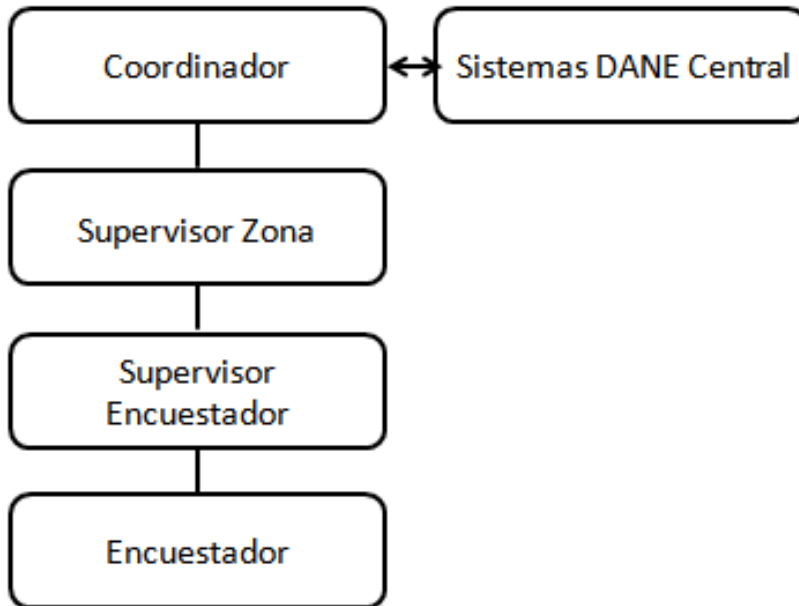 Coordinador
Sistemas DANE Central
Supervisor Zona
Supervisor
Encuestador
Encuestador